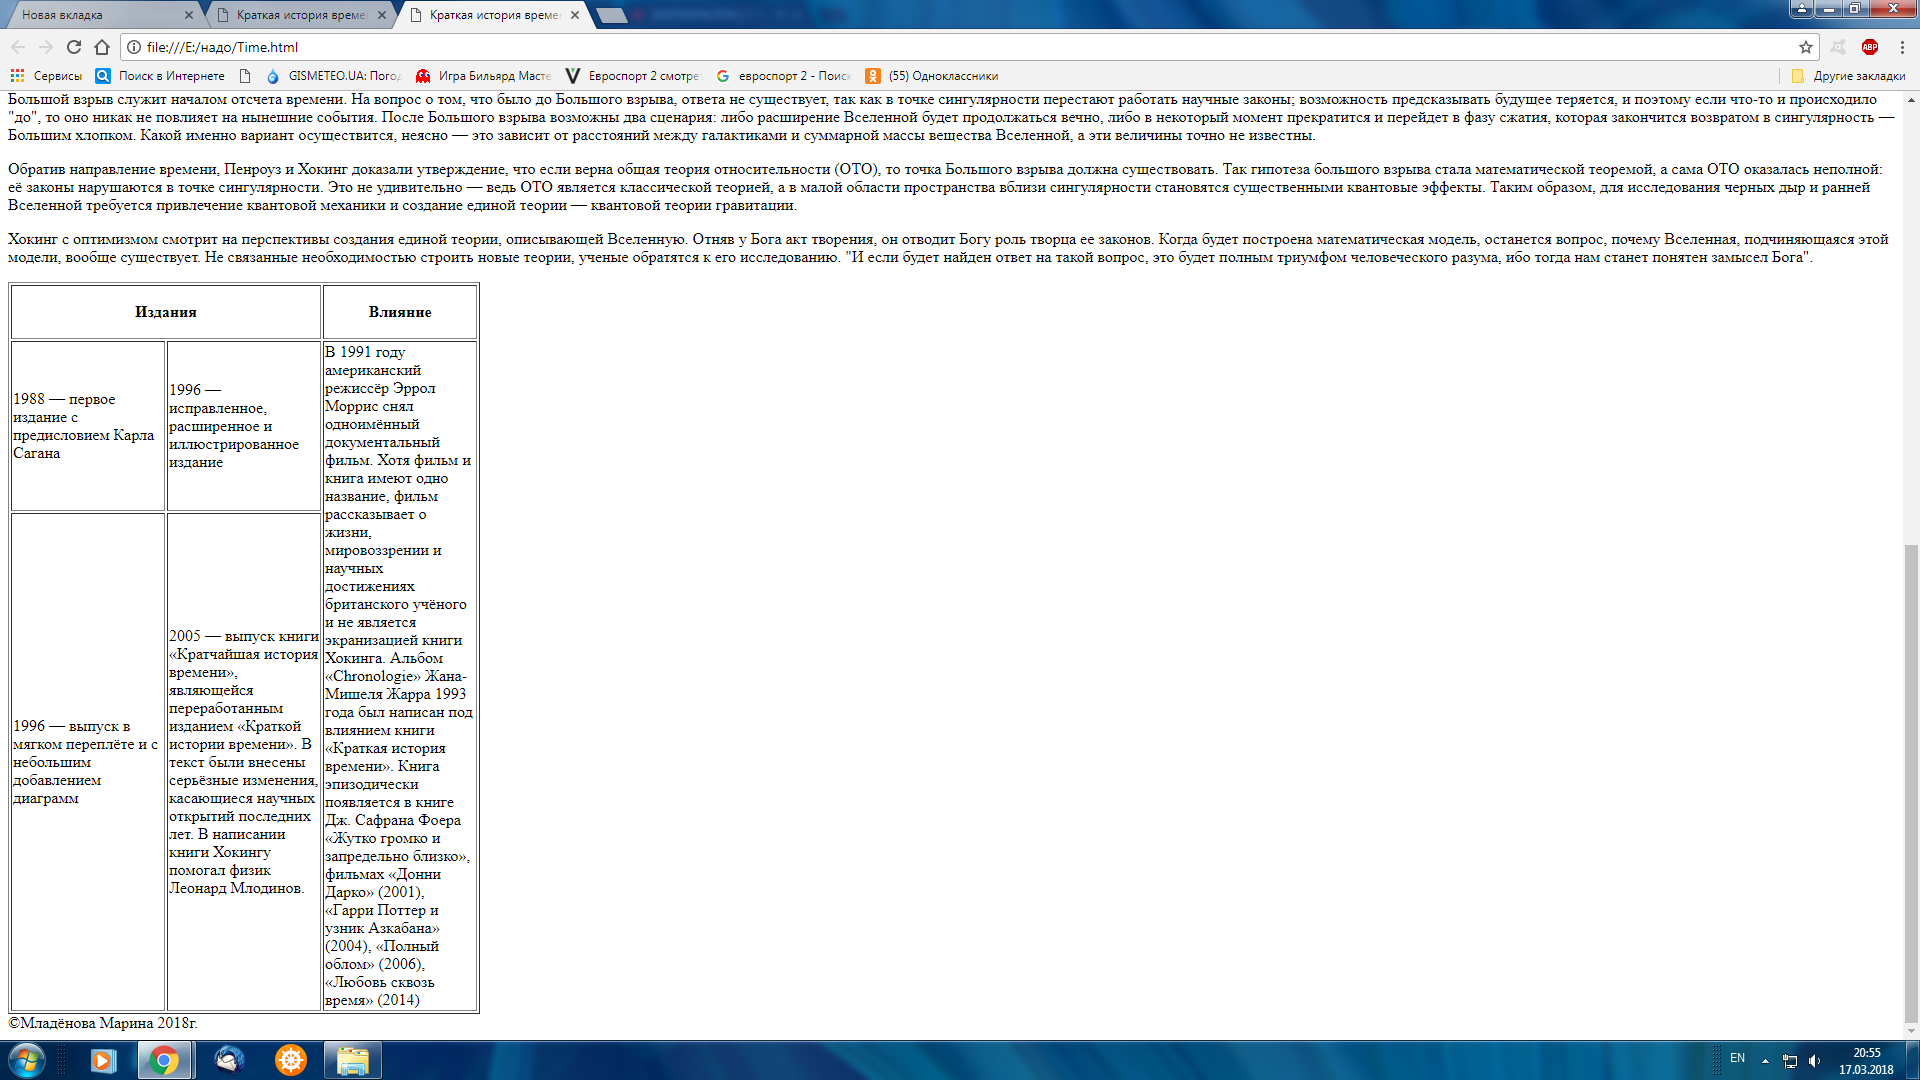 Новая вкладка
Краткая история време
Краткая история време
file:///E:/надо/Time.html
ABP
Сервисы
Поиск в Интернете
GISMETEO.UA: Погод
Игра Бильярд Масте
Евроспорт 2 смотре
евроспорт 2 - Поиск
(55) Одноклассники
Другие закладки
Большой взрыв служит началом отсчета времени. На вопрос о том, что было до Большого взрыва, ответа не существует, так как в точке сингулярности перестают работать научные законы; возможность предсказывать будущее теряется, и поэтому если что-то и происходило
"до", то оно никак не повлияет на нынешние события. После Большого взрыва возможны два сценария: либо расширение Вселенной будет продолжаться вечно, либо в некоторый момент прекратится и перейдет в фазу сжатия, которая закончится возвратом в сингулярность —
Большим хлопком. Какой именно вариант осуществится, неясно — это зависит от расстояний между галактиками и суммарной массы вещества Вселенной, а эти величины точно не известны.
Обратив направление времени, Пенроуз и Хокинг доказали утверждение, что если верна общая теория относительности (ОТО), то точка Большого взрыва должна существовать. Так гипотеза большого взрыва стала математической теоремой, а сама ОТО оказалась неполной:
её законы нарушаются в точке сингулярности. Это не удивительно — ведь ОТО является классической теорией, а в малой области пространства вблизи сингулярности становятся существенными квантовые эффекты. Таким образом, для исследования черных дыр и ранней
Вселенной требуется привлечение квантовой механики и создание единой теории — квантовой теории гравитации.
Хокинг с оптимизмом смотрит на перспективы создания единой теории, описывающей Вселенную. Отняв у Бога акт творения, он отводит Богу роль творца ее законов. Когда будет построена математическая модель, останется вопрос, почему Вселенная, подчиняющаяся этой
модели, вообще существует. Не связанные необходимостью строить новые теории, ученые обратятся к его исследованию. "И если будет найден ответ на такой вопрос, это будет полным триумфом человеческого разума, ибо тогда нам станет понятен замысел Бога".
Издания
Влияние
1988 — первое
издание с
предисловием Карла
Сагана
1996 —
исправленное,
расширенное и
иллюстрированное
издание
В 1991 году
американский
режиссёр Эррол
Моррис снял
одноимённый
документальный
фильм. Хотя фильм и
книга имеют одно
название, фильм
рассказывает о
жизни,
мировоззрении и
научных
достижениях
британского учёного
и не является
экранизацией книги
Хокинга. Альбом
«Chronologie» Жана-
Мишеля Жарра 1993
года был написан под
влиянием книги
«Краткая история
времени». Книга
эпизодически
появляется в книге
Дж. Сафрана Фоера
«Жутко громко и
запредельно близко»,
фильмах «Донни
Дарко» (2001),
«Гарри Поттер и
узник Азкабана»
(2004), «Полный
облом» (2006),
«Любовь сквозь
время» (2014)
1996 — выпуск в
мягком переплёте и с
небольшим
добавлением
диаграмм
2005 — выпуск книги
«Кратчайшая история
времени»,
являющейся
переработанным
изданием «Краткой
истории времени». В
текст были внесены
серьёзные изменения,
касающиеся научных
открытий последних
лет. В написании
книги Хокингу
помогал физик
Леонард Млодинов.
©Младёнова Марина 2018г.
EN
20:55
17.03.2018